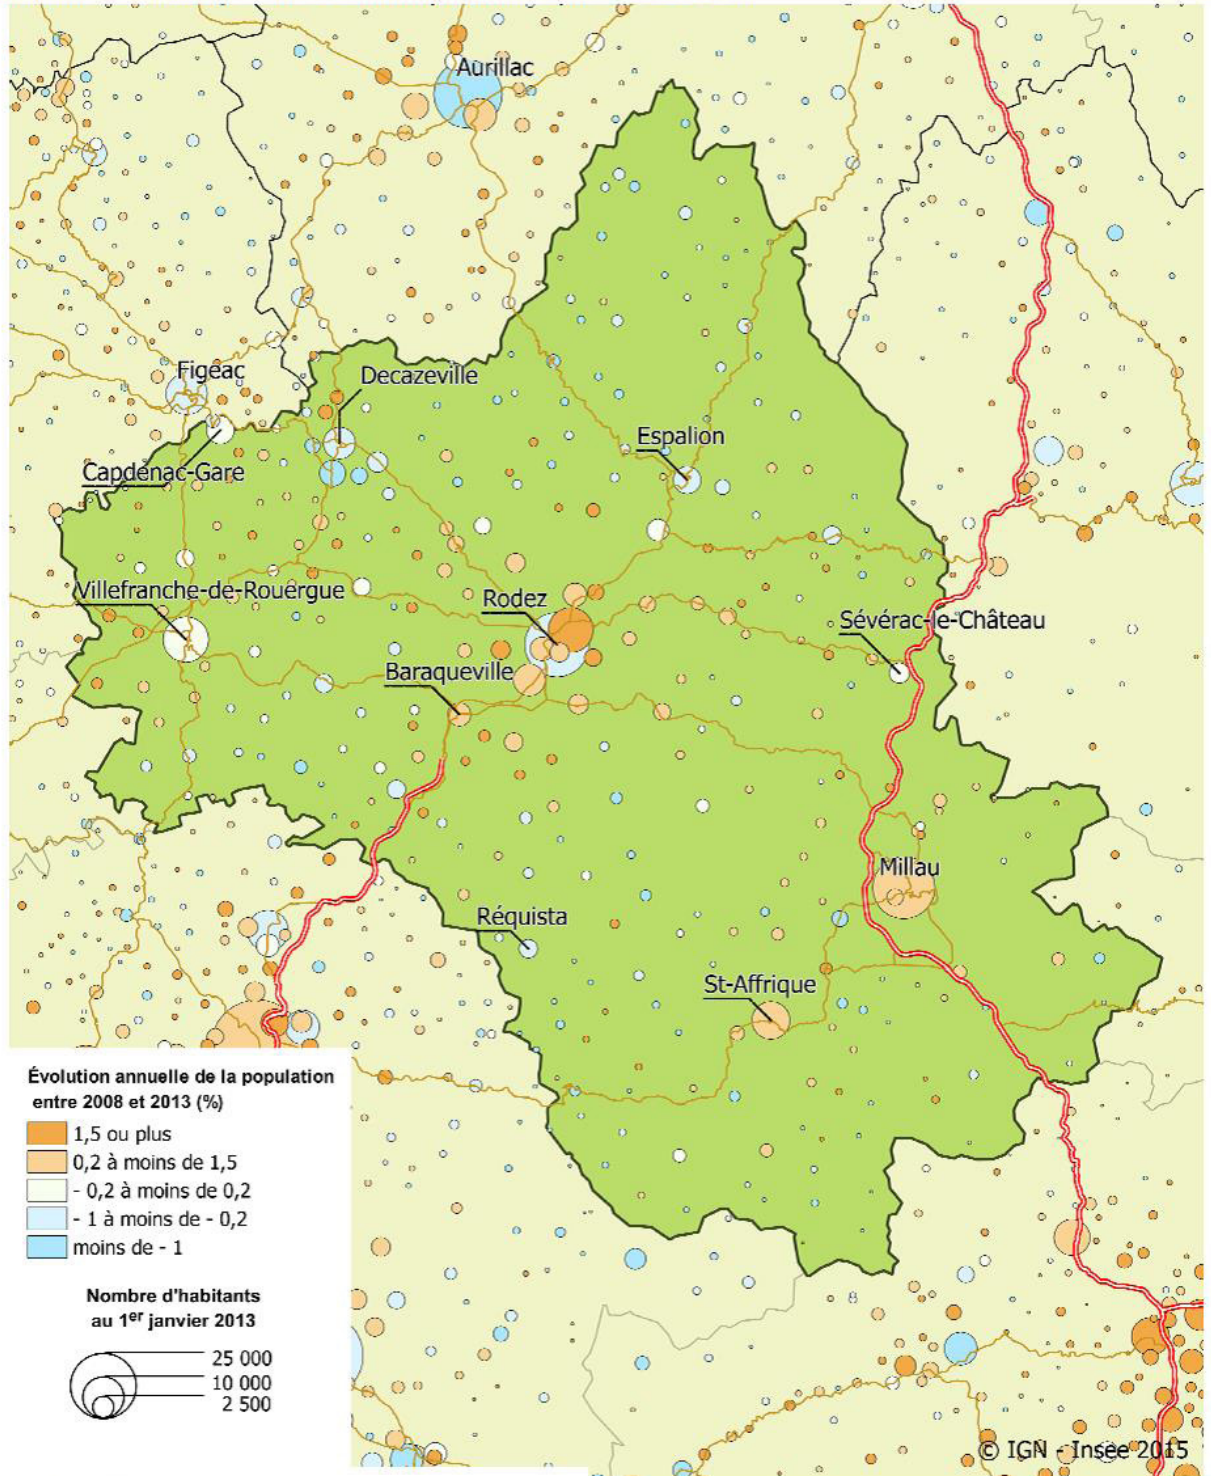 Aurillac
Figeac
Decazeville
Espalion
Capdenac-Gare
Villefranche-de-Rouergue
Rodez
Sévérac-le-Château
Baraqueville
Millau
Réquista
St-Affrique
Évolution annuelle de la population
entre 2008 et 2013 (%)
1,5 ou plus
0,2 à moins de 1,5
- 0,2 à moins de 0,2
- 1 à moins de - 0,2
moins de - 1
Nombre d'habitants
au 1er janvier 2013
25 000
10 000
2 500
© IGN - Insee 2015